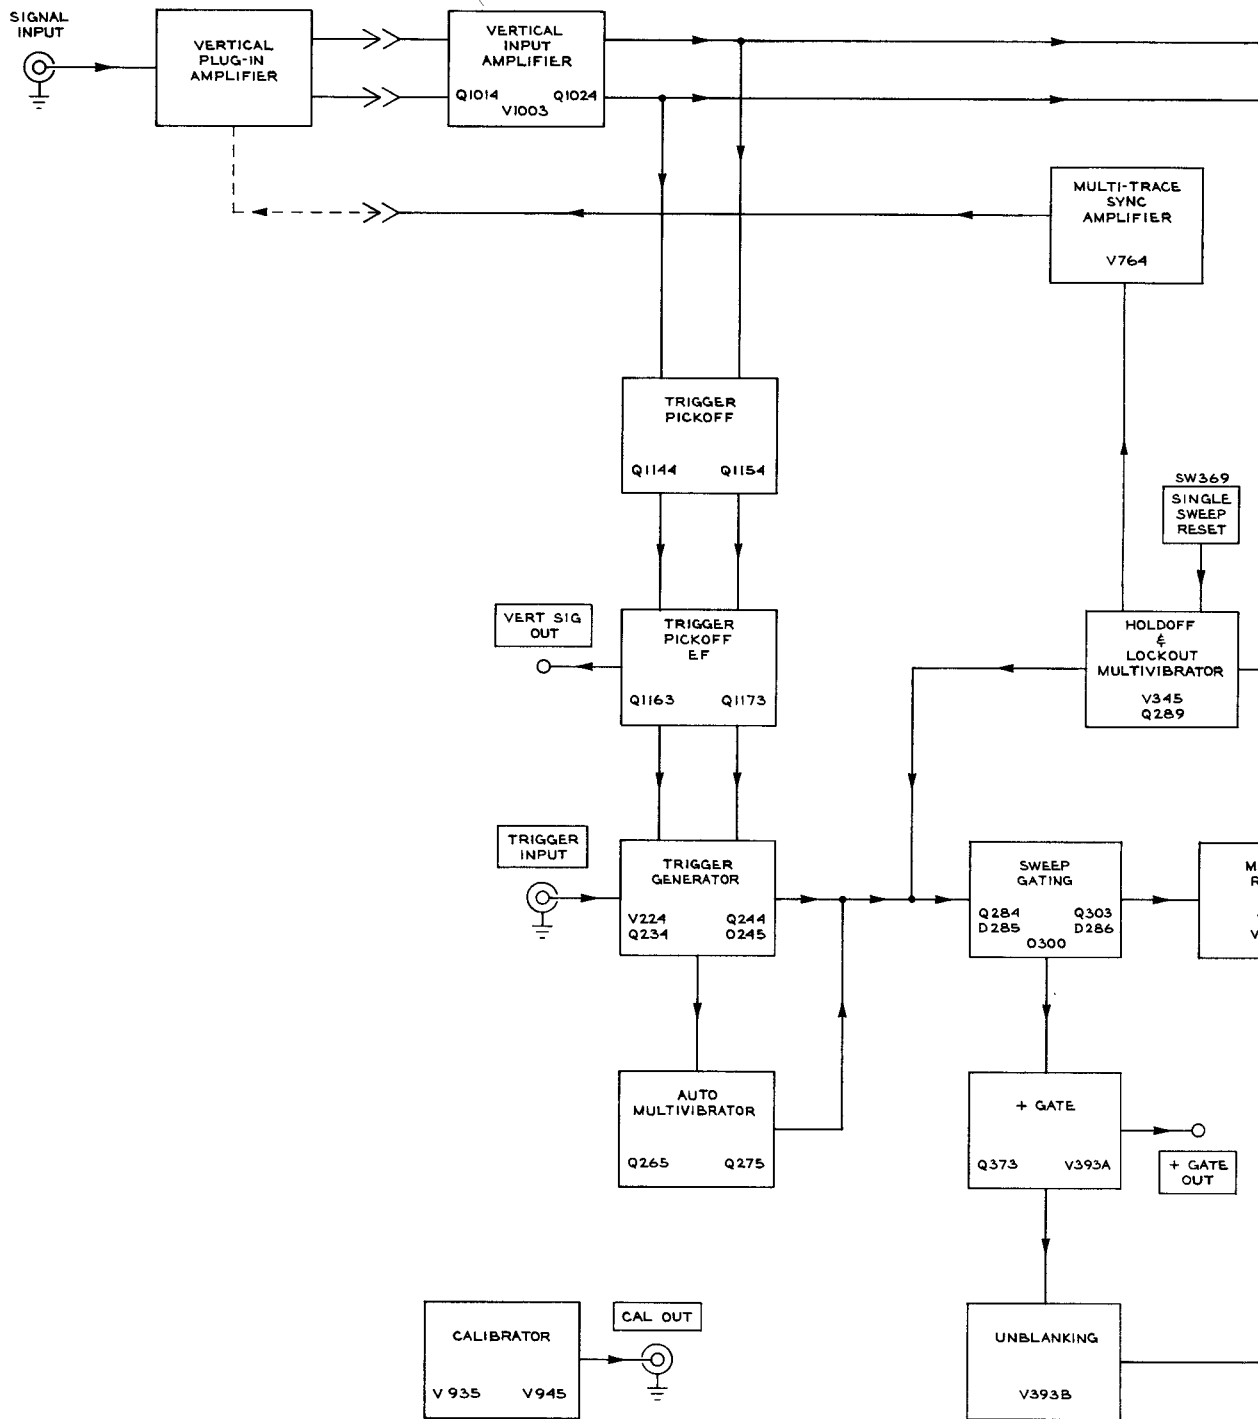 SIGNAL
INPUT
VERTICAL
PLUG-IN
AMPLIFIER
VERTICAL
INPUT
AMPLIFIER
Q1014 Q1024
V1003
MULTI-TRACE
SYNC
AMPLIFIER
V764
TRIGGER
PICKOFF
Q1144 Q1154
SW369
SINGLE
SWEEP
RESET
VERT SIG
OUT
TRIGGER
PICKOFF
EF
Q1163 Q1173
HOLDOFF
&
LOCKOUT
MULTIVIBRATOR
V345
Q289
TRIGGER
INPUT
TRIGGER
GENERATOR
V224 Q244
Q234 D245
SWEEP
GATING
Q284 Q303
D285 D286
D300
M
R
V
AUTO
MULTIVIBRATOR
Q265 Q275
+ GATE
Q373 V393A
+ GATE
OUT
CALIBRATOR
V935 V945
CAL OUT
UNBLANKING
V393B